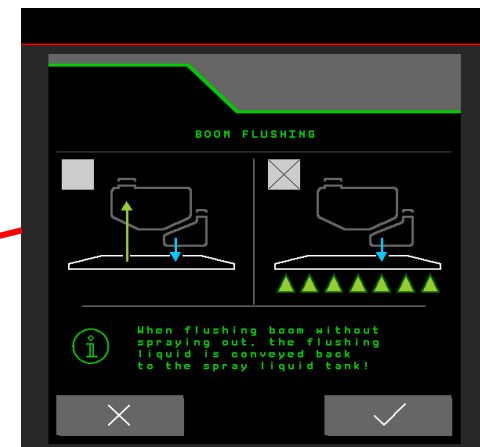 BOOM FLUSHING
When flushing boom without
spraying out, the flushing
liquid is conveyed back
to the spray liquid tank!